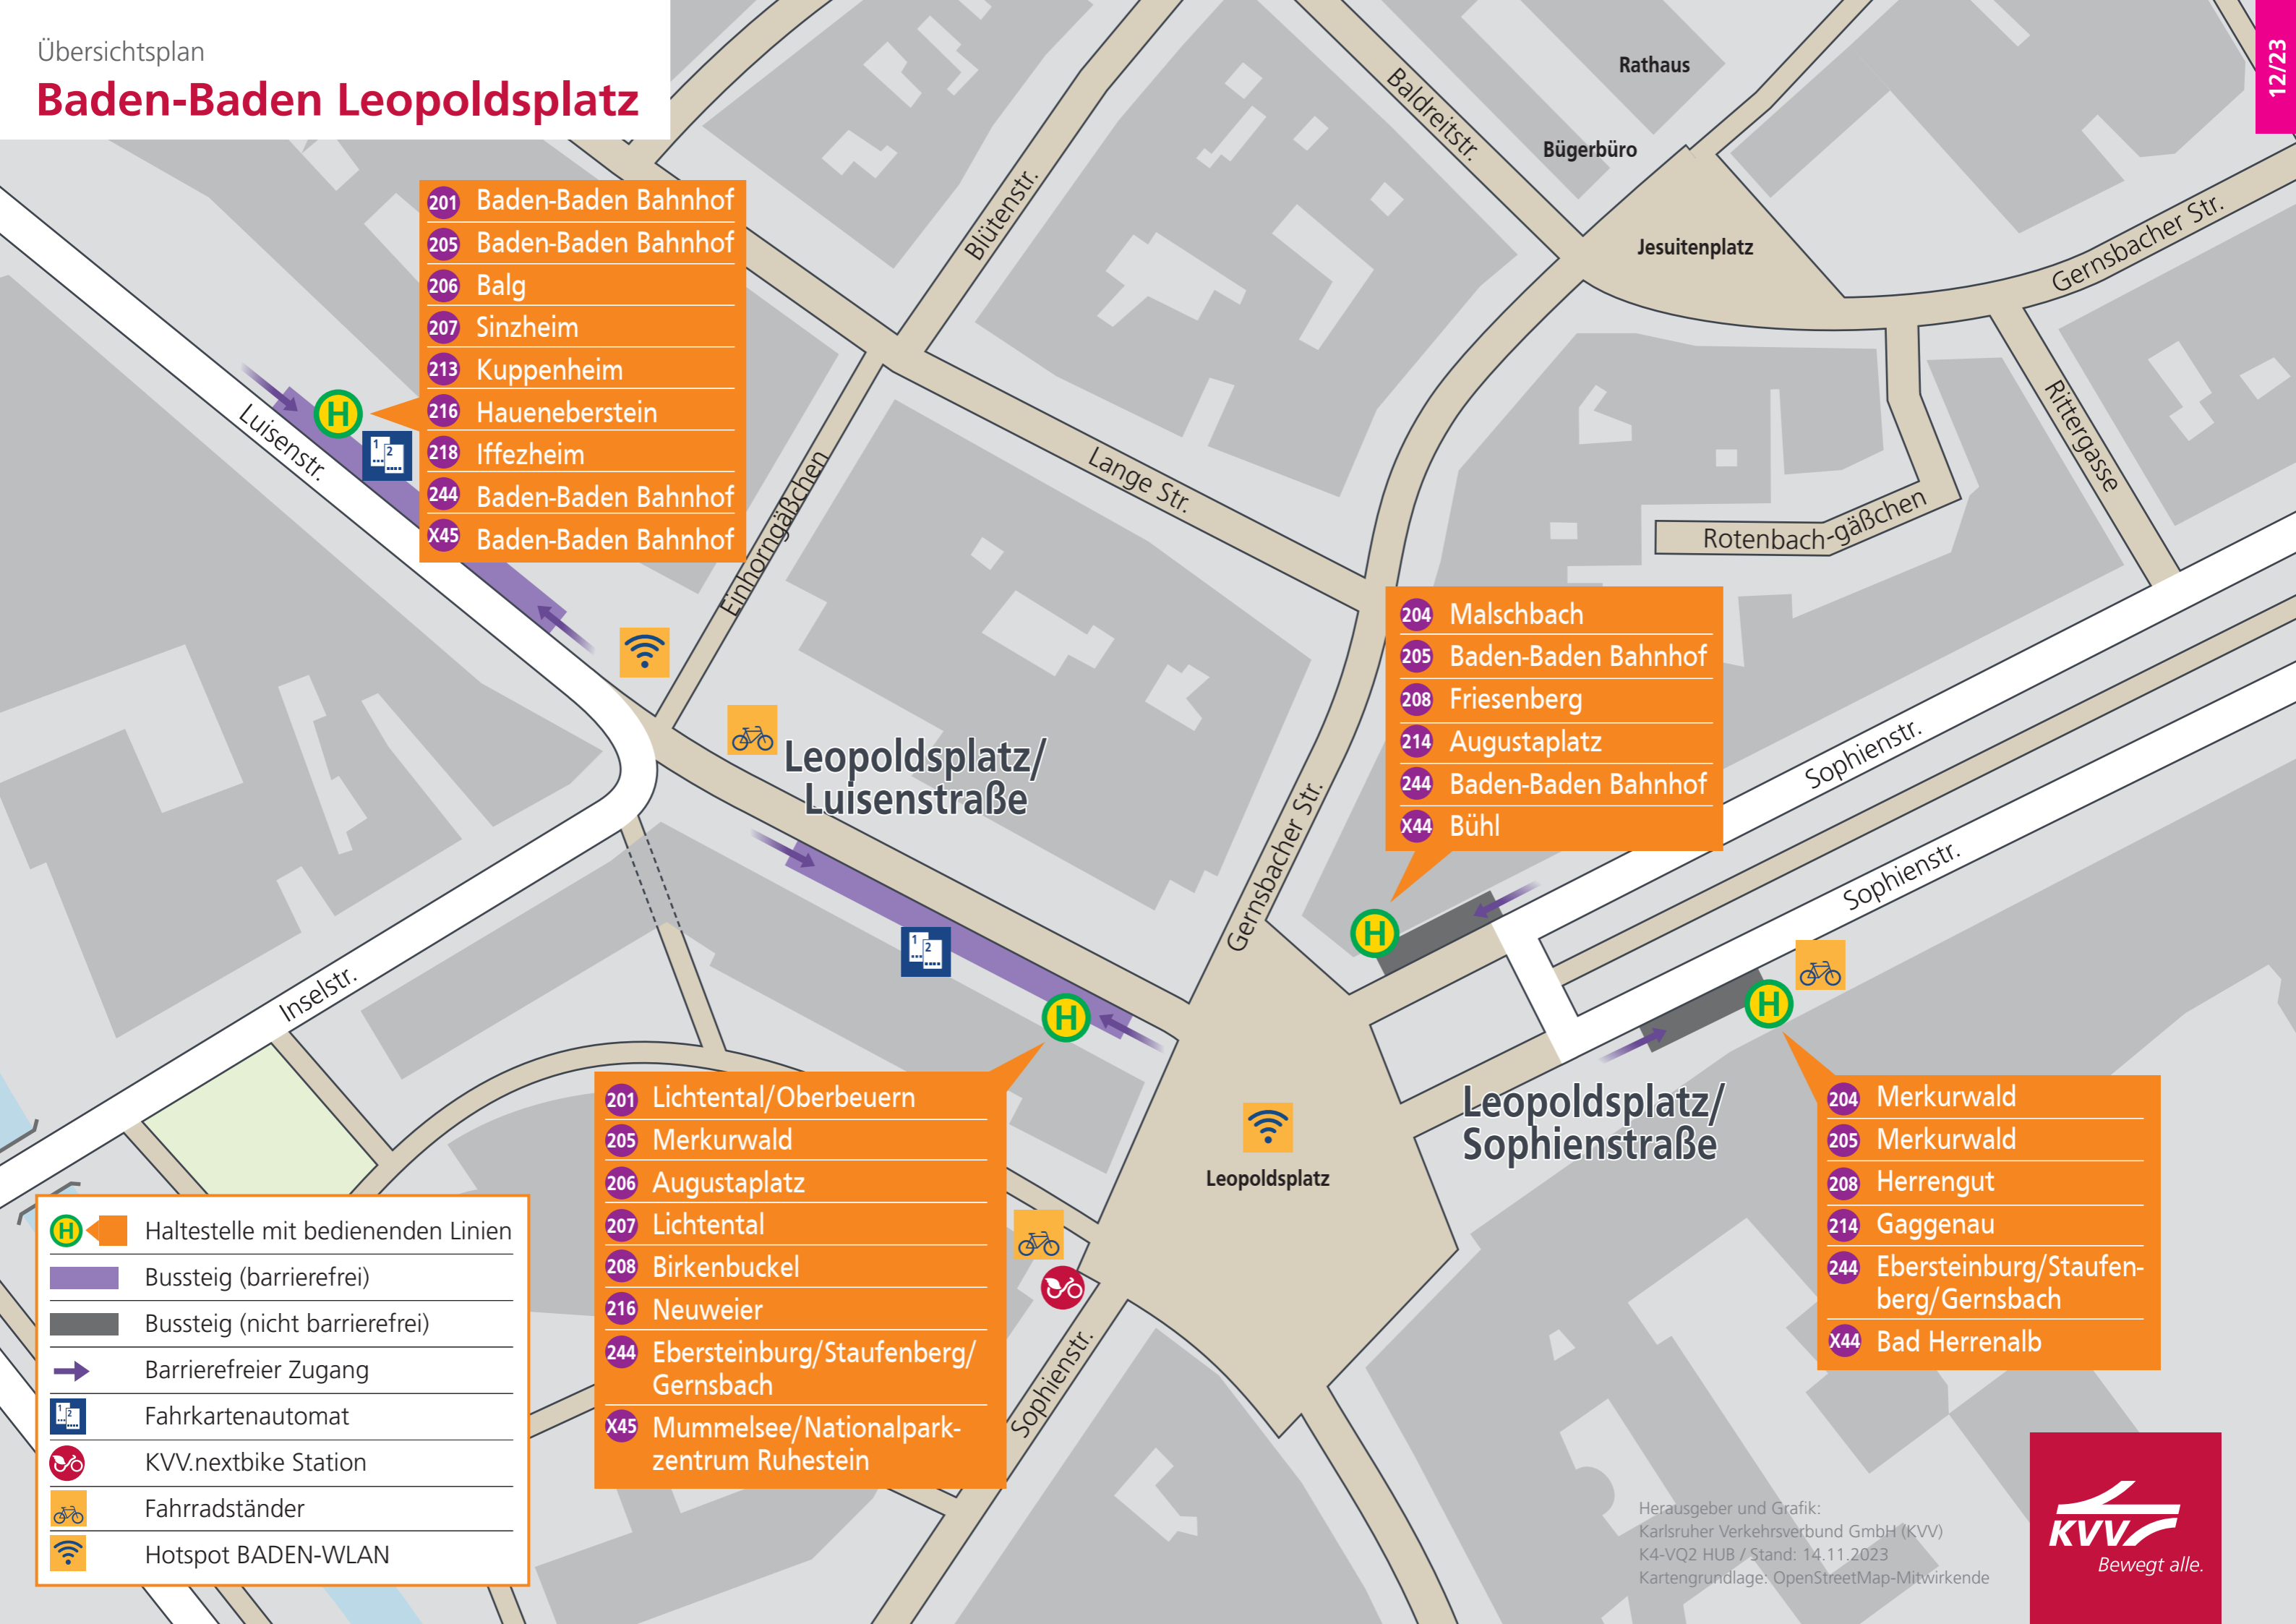 Übersichtsplan
Baden-Baden Leopoldsplatz
12/23
Rathaus
Bügerbüro
Baldreitstr.
Jesuitenplatz
Gernsbacher Str.
Blütenstr.
Rittergasse
Rotenbach-gäßchen
Lange Str.
Einhorngäßchen
Luisenstr.
H
1
2
201 Baden-Baden Bahnhof
205 Baden-Baden Bahnhof
206 Balg
207 Sinzheim
213 Kuppenheim
216 Haueneberstein
218 Iffezheim
244 Baden-Baden Bahnhof
X45 Baden-Baden Bahnhof
204 Malschbach
205 Baden-Baden Bahnhof
208 Friesenberg
214 Augustaplatz
244 Baden-Baden Bahnhof
X44 Bühl
H
Leopoldsplatz/
Luisenstraße
Gernsbacher Str.
Sophienstr.
Sophienstr.
Inselstr.
1
2
H
H
Leopoldsplatz/
Sophienstraße
Leopoldsplatz
201 Lichtental/Oberbeuern
205 Merkurwald
206 Augustaplatz
207 Lichtental
208 Birkenbuckel
216 Neuweier
244 Ebersteinburg/Staufenberg/
Gernsbach
X45 Mummelsee/Nationalpark-
zentrum Ruhestein
Sophienstr.
204 Merkurwald
205 Merkurwald
208 Herrengut
214 Gaggenau
244 Ebersteinburg/Staufen-
berg/Gernsbach
X44 Bad Herrenalb
H Haltestelle mit bedienenden Linien
Bussteig (barrierefrei)
Bussteig (nicht barrierefrei)
Barrierefreier Zugang
1 2 Fahrkartenautomat
KVV.nextbike Station
Fahrradständer
Hotspot BADEN-WLAN
Herausgeber und Grafik:
Karlsruher Verkehrsverbund GmbH (KVV)
K4-VQ2 HUB / Stand: 14.11.2023
Kartengrundlage: OpenStreetMap-Mitwirkende
KVV
Bewegt alle.